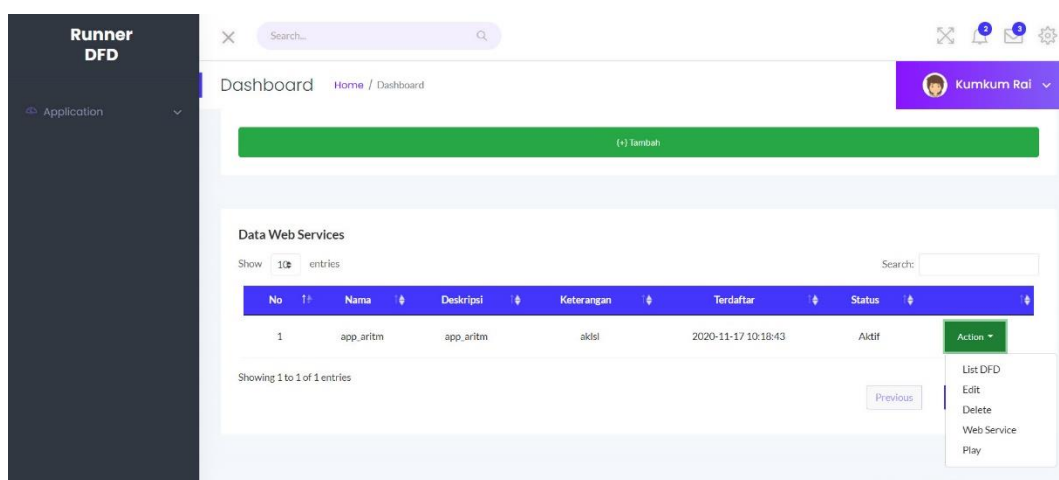 Runner
DFD
Application
Search...
2
3
Dashboard Home / Dashboard
Kumkum Rai
(+) Tambah
Data Web Services
Show 10 entries
Search:
No Nama Deskripsi Keterangan Terdaftar Status
1 app_aritm app_aritm aklsl 2020-11-17 10:18:43 Aktif Action
Showing 1 to 1 of 1 entries
Previous
List DFD
Edit
Delete
Web Service
Play